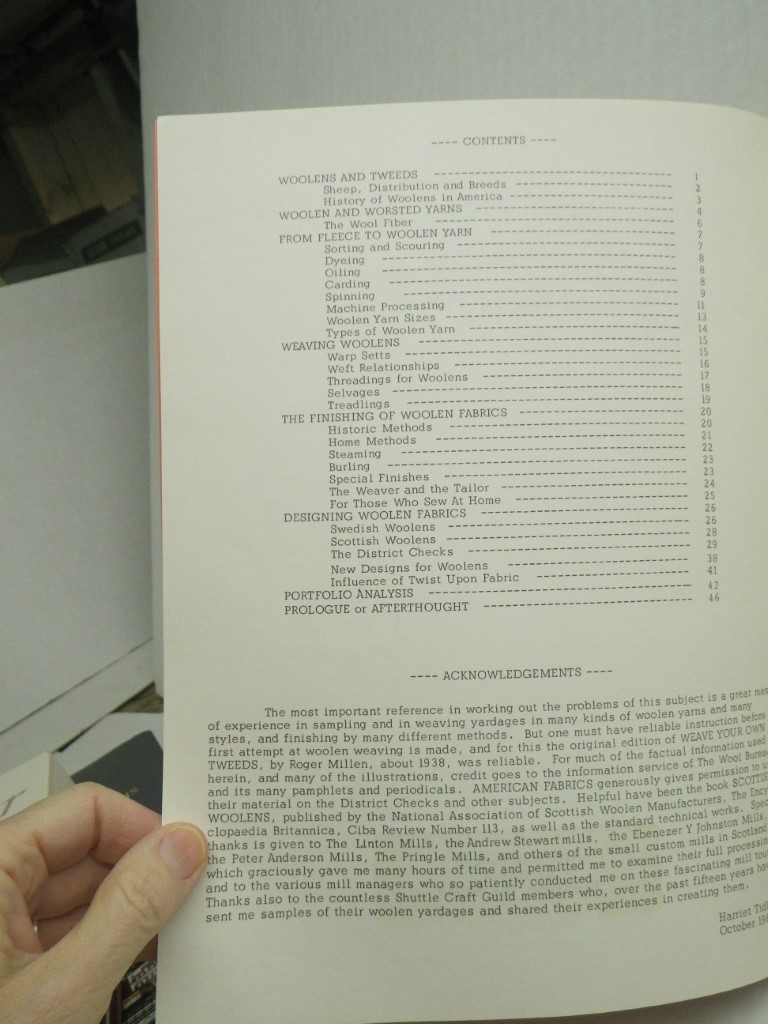 ---- CONTENTS ----
WOOLENS AND TWEEDS ---------------------------------- 1
Sheep, Distribution and Breeds ---------------------- 2
History of Woolens in America ---------------------- 3
WOOLEN AND WORSTED YARNS --------------------------- 4
The Wool Fiber --------------------------------- 6
FROM FLEECE TO WOOLEN YARN -------------------------- 7
Sorting and Scouring ------------------------------- 7
Dyeing --------------------------------------- 8
Oiling --------------------------------------- 8
Carding --------------------------------------- 8
Spinning ------------------------------------ 9
Machine Processing ----------------------------- 11
Woolen Yarn Sizes -------------------------------- 13
Types of Woolen Yarn ---------------------------- 14
WEAVING WOOLENS ------------------------------------- 15
Warp Setts ------------------------------------- 15
Weft Relationships ------------------------------ 16
Threadings for Woolens ---------------------------- 17
Selvages -------------------------------------- 18
Treadlings ------------------------------------ 19
THE FINISHING OF WOOLEN FABRICS ---------------------- 20
Historic Methods --------------------------------- 20
Home Methods --------------------------------- 21
Steaming -------------------------------------- 22
Burling --------------------------------------- 23
Special Finishes --------------------------------- 23
The Weaver and the Tailor ------------------------- 24
For Those Who Sew At Home ------------------------ 25
DESIGNING WOOLEN FABRICS ----------------------------- 26
Swedish Woolens -------------------------------- 26
Scottish Woolens -------------------------------- 28
The District Checks ----------------------------- 29
New Designs for Woolens ------------------------- 38
Influence of Twist Upon Fabric --------------------- 41
PORTFOLIO ANALYSIS ----------------------------------- 42
PROLOGUE or AFTERTHOUGHT --------------------------- 46
---- ACKNOWLEDGEMENTS ----
The most important reference in working out the problems of this subject is a great
of experience in sampling and in weaving yardages in many kinds of woolen yarns and many
styles, and finishing by many different methods. But one must have reliable instruction before
first attempt at woolen weaving is made, and for this the original edition of WEAVE YOUR OWN
TWEEDS, by Roger Millen, about 1938, was reliable. For much of the factual information used
herein, and many of the illustrations, credit goes to the information service of The Wool
and its many pamphlets and periodicals. AMERICAN FABRICS generously gives permission to
their material on the District Checks and other subjects. Helpful have been the book
WOOLENS, published by the National Association of Scottish Woolen Manufacturers, The
clopaedia Britannica, Ciba Review Number 113, as well as the standard technical works.
thanks is given to The Linton Mills, the Andrew Stewart mills, the Ebenezer Y Johnston Mills,
the Peter Anderson Mills, The Pringle Mills, and others of the small custom mills in Scotland
which graciously gave me many hours of time and permitted me to examine their full
and to the various mill managers who so patiently conducted me on these fascinating mill
Thanks also to the countless Shuttle Craft Guild members who, over the past fifteen years
sent me samples of their woolen yardages and shared their experiences in creating them.
Harriet
October